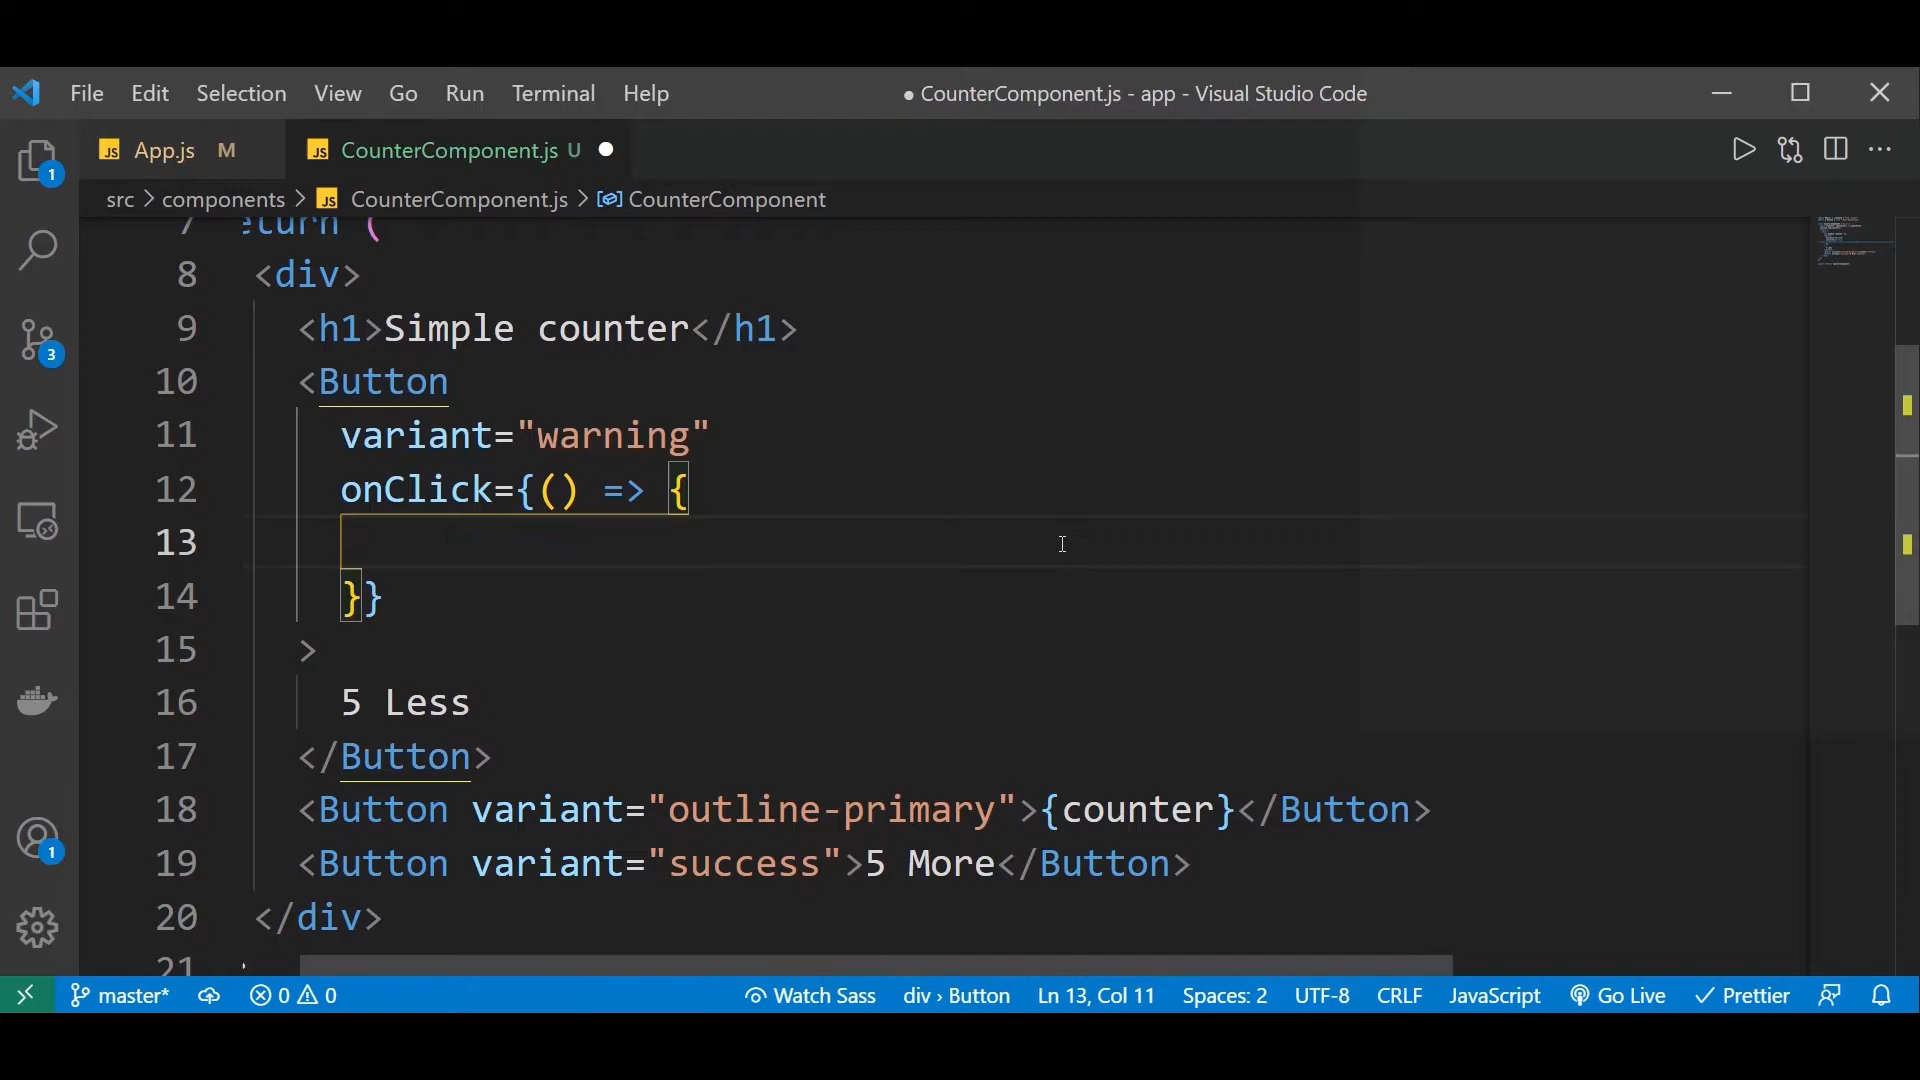 File Edit Selection View Go Run Terminal Help ● CounterComponent.js - app - Visual Studio Code
JS App.js M JS CounterComponent.js U
1
src > components > JS CounterComponent.js > CounterComponent
7 eturn (
8 <div>
9 <h1>Simple counter</h1>
10 <Button
11 variant="warning"
12 onClick={() => {
13
14 }}
15 >
16 5 Less
17 </Button>
18 <Button variant="outline-primary">{counter}</Button>
19 <Button variant="success">5 More</Button>
20 </div>
21
3
1
master* 0 0 Watch Sass div › Button Ln 13, Col 11 Spaces: 2 UTF-8 CRLF JavaScript Go Live ✓ Prettier